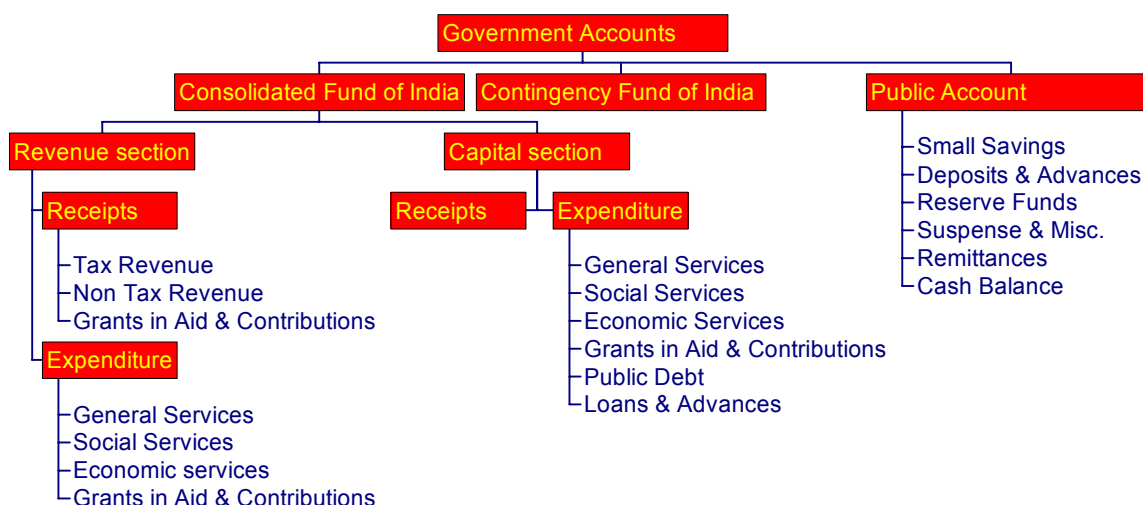 Government Accounts
Consolidated Fund of India
Contingency Fund of India
Public Account
Revenue section
Capital section
Small Savings
Deposits & Advances
Reserve Funds
Suspense & Misc.
Remittances
Cash Balance
Receipts
Tax Revenue
Non Tax Revenue
Grants in Aid & Contributions
Expenditure
General Services
Social Services
Economic services
Grants in Aid & Contributions
Receipts
Expenditure
General Services
Social Services
Economic Services
Grants in Aid & Contributions
Public Debt
Loans & Advances